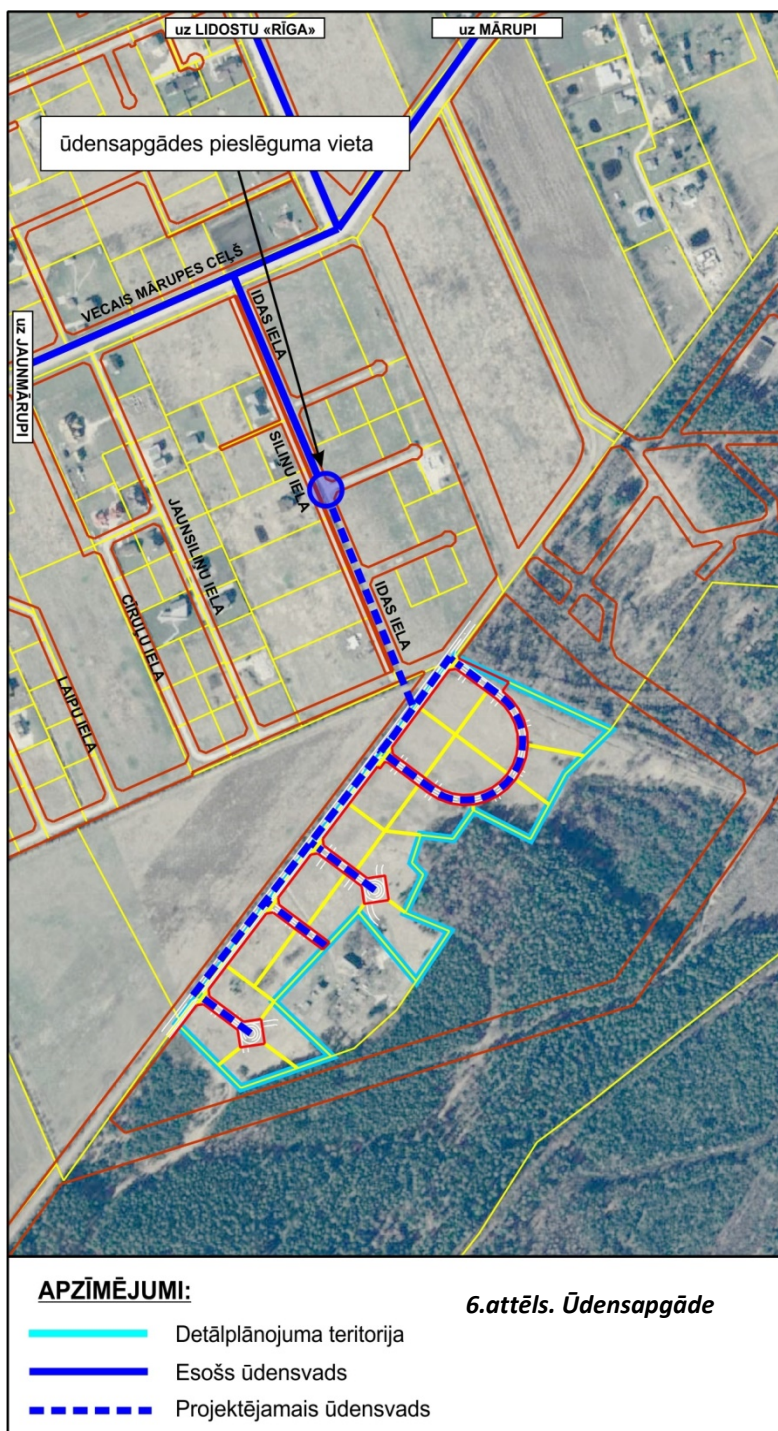 uz LIDOSTU «RĪGA»
uz MĀRUPI
ūdensapgādes pieslēguma vieta
VECAIS MĀRUPES CEĻŠ
IDAS IELA
uz JAUNMĀRUPI
SILIŅU IELA
JAUNSILIŅU IELA
CĪRUĻU IELA
IDAS IELA
LAIPU IELA
APZĪMĒJUMI:
6.attēls. Ūdensapgāde
Detālplānojuma teritorija
Esošs ūdensvads
Projektējamais ūdensvads